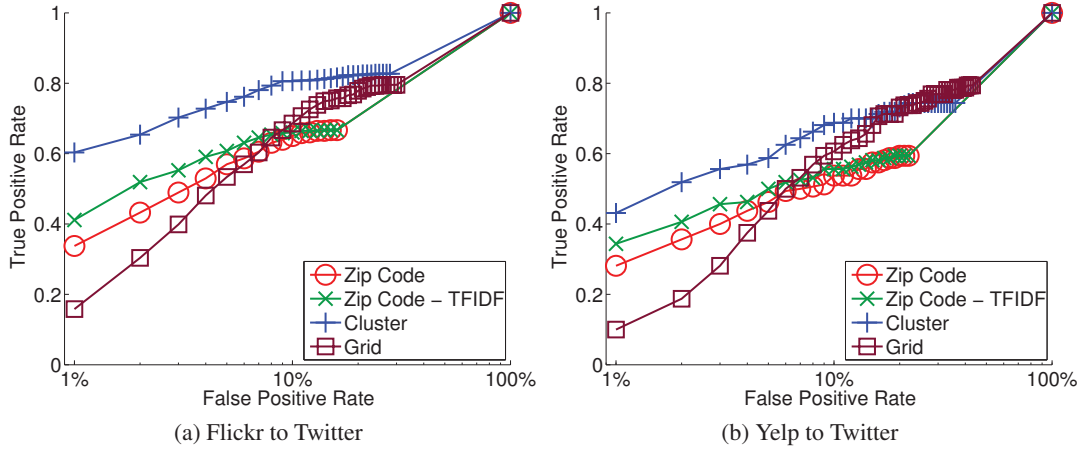 1
0.8
0.6
0.4
0.2
0
True Positive Rate
1%
10%
100%
False Positive Rate
Zip Code
Zip Code − TFIDF
Cluster
Grid
(a) Flickr to Twitter
1
0.8
0.6
0.4
0.2
0
True Positive Rate
1%
10%
100%
False Positive Rate
Zip Code
Zip Code − TFIDF
Cluster
Grid
(b) Yelp to Twitter